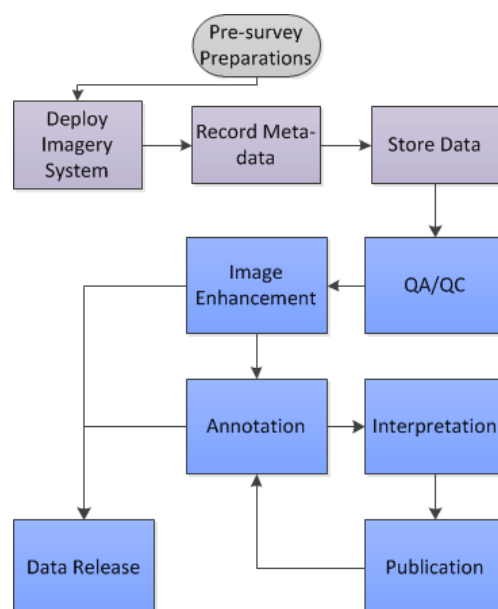 Pre-survey
Preparations
Deploy
Imagery
System
Record Meta-
data
Store Data
Image
Enhancement
QA/QC
Annotation
Interpretation
Data Release
Publication